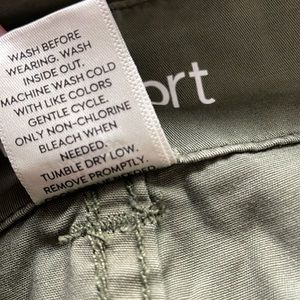 WASH BEFORE
WEARING. WASH
INSIDE OUT.
MACHINE WASH COLD
WITH LIKE COLORS
GENTLE CYCLE.
ONLY NON-CHLORINE
BLEACH WHEN
NEEDED.
TUMBLE DRY LOW.
REMOVE PROMPTLY.
ort